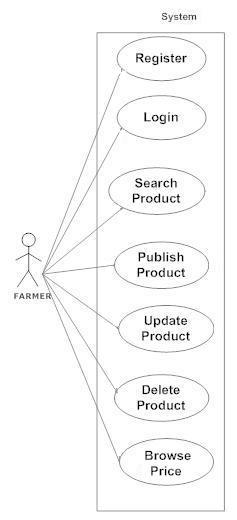 System
Register
Login
Search
Product
Publish
Product
FARMER
Update
Product
Delete
Product
Browse
Price